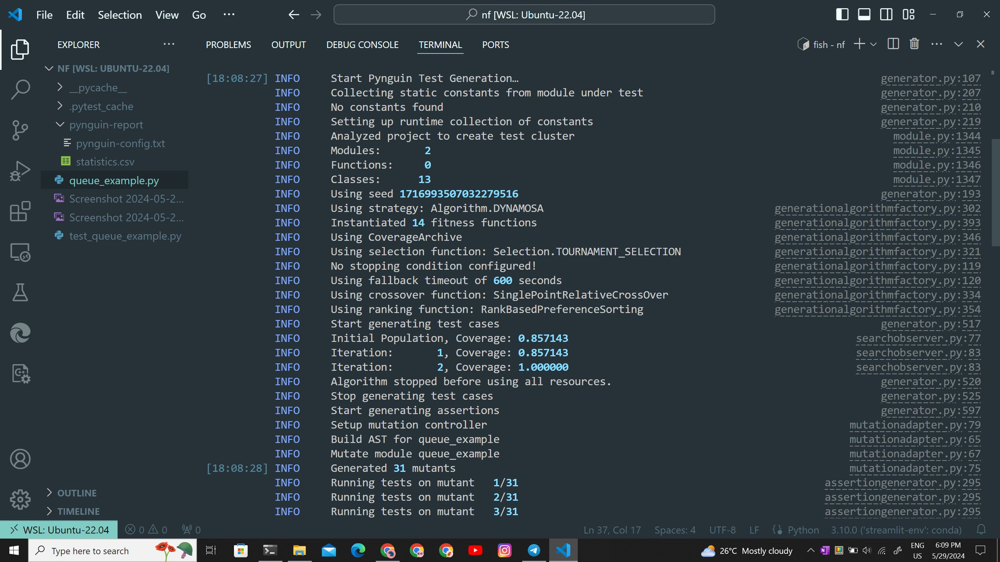 File Edit Selection View Go ···
nf [WSL: Ubuntu-22.04]
EXPLORER ···
NF [WSL: UBUNTU-22.04]
__pycache__
.pytest_cache
pynguin-report
pynguin-config.txt
statistics.csv
queue_example.py
Screenshot 2024-05-2...
Screenshot 2024-05-2...
test_queue_example.py
OUTLINE
TIMELINE
PROBLEMS OUTPUT DEBUG CONSOLE TERMINAL PORTS
fish - nf
[18:08:27] INFO Start Pynguin Test Generation… generator.py:107
INFO Collecting static constants from module under test generator.py:207
INFO No constants found generator.py:210
INFO Setting up runtime collection of constants generator.py:219
INFO Analyzed project to create test cluster module.py:1344
INFO Modules: 2 module.py:1345
INFO Functions: 0 module.py:1346
INFO Classes: 13 module.py:1347
INFO Using seed 1716993507032279516 generator.py:193
INFO Using strategy: Algorithm.DYNAMOSA generationalgorithmfactory.py:302
INFO Instantiated 14 fitness functions generationalgorithmfactory.py:393
INFO Using CoverageArchive generationalgorithmfactory.py:346
INFO Using selection function: Selection.TOURNAMENT_SELECTION generationalgorithmfactory.py:321
INFO No stopping condition configured! generationalgorithmfactory.py:119
INFO Using fallback timeout of 600 seconds generationalgorithmfactory.py:120
INFO Using crossover function: SinglePointRelativeCrossOver generationalgorithmfactory.py:334
INFO Using ranking function: RankBasedPreferenceSorting generationalgorithmfactory.py:354
INFO Start generating test cases generator.py:517
INFO Initial Population, Coverage: 0.857143 searchobserver.py:77
INFO Iteration: 1, Coverage: 0.857143 searchobserver.py:83
INFO Iteration: 2, Coverage: 1.000000 searchobserver.py:83
INFO Algorithm stopped before using all resources. generator.py:520
INFO Stop generating test cases generator.py:525
INFO Start generating assertions generator.py:597
INFO Setup mutation controller mutationadapter.py:79
INFO Build AST for queue_example mutationadapter.py:65
INFO Mutate module queue_example mutationadapter.py:67
[18:08:28] INFO Generated 31 mutants mutationadapter.py:75
INFO Running tests on mutant 1/31 assertiongenerator.py:295
INFO Running tests on mutant 2/31 assertiongenerator.py:295
INFO Running tests on mutant 3/31 assertiongenerator.py:295
WSL: Ubuntu-22.04 0 0 0 Ln 37, Col 17 Spaces: 4 UTF-8 LF Python 3.10.0 ('streamlit-env': conda)
Type here to search
26°C Mostly cloudy
ENG
US
6:09 PM
5/29/2024